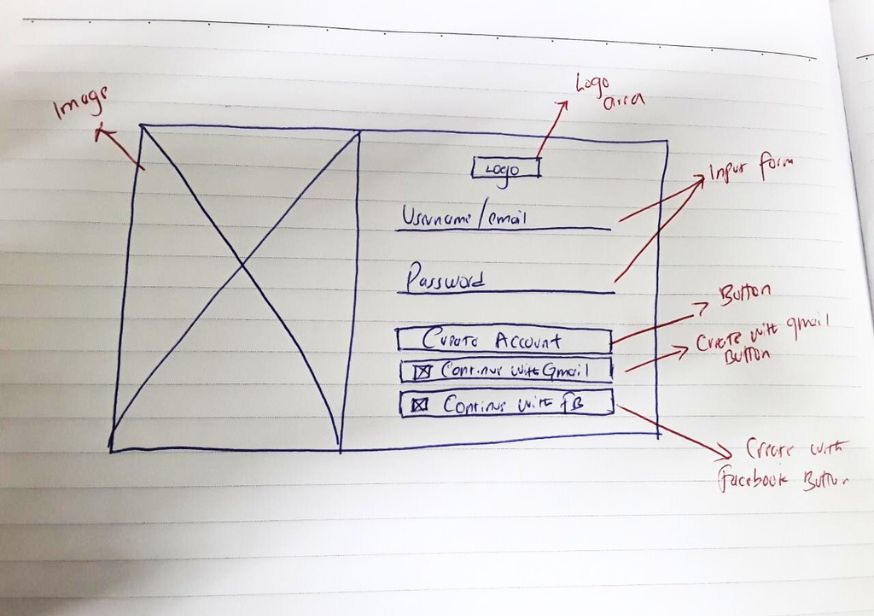 Image
Logo
area
Logo
Input form
Username/email
Password
Button
Create Account
Create with gmail
Button
Continue with Gmail
Continue with FB
Create with
Facebook Button